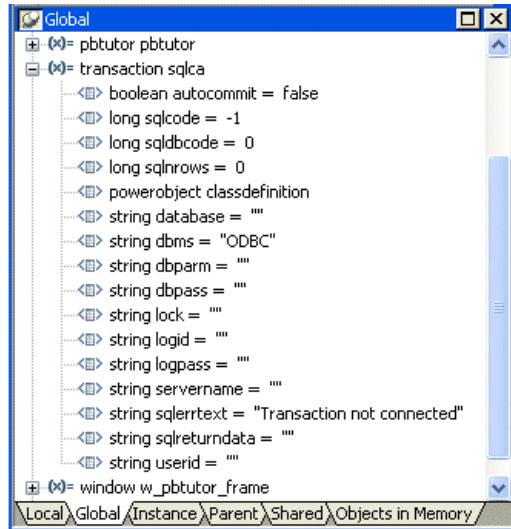 Global
(x)= pbtutor pbtutor
(x)= transaction sqlca
boolean autocommit = false
long sqlcode = -1
long sqldbcode = 0
long sqlnrows = 0
powerobject classdefinition
string database = ""
string dbms = "ODBC"
string dbparm = ""
string dbpass = ""
string lock = ""
string logid = ""
string logpass = ""
string servername = ""
string sqlerrtext = "Transaction not connected"
string sqlreturndata = ""
string userid = ""
(x)= window w_pbtutor_frame
Local Global Instance Parent Shared Objects in Memory